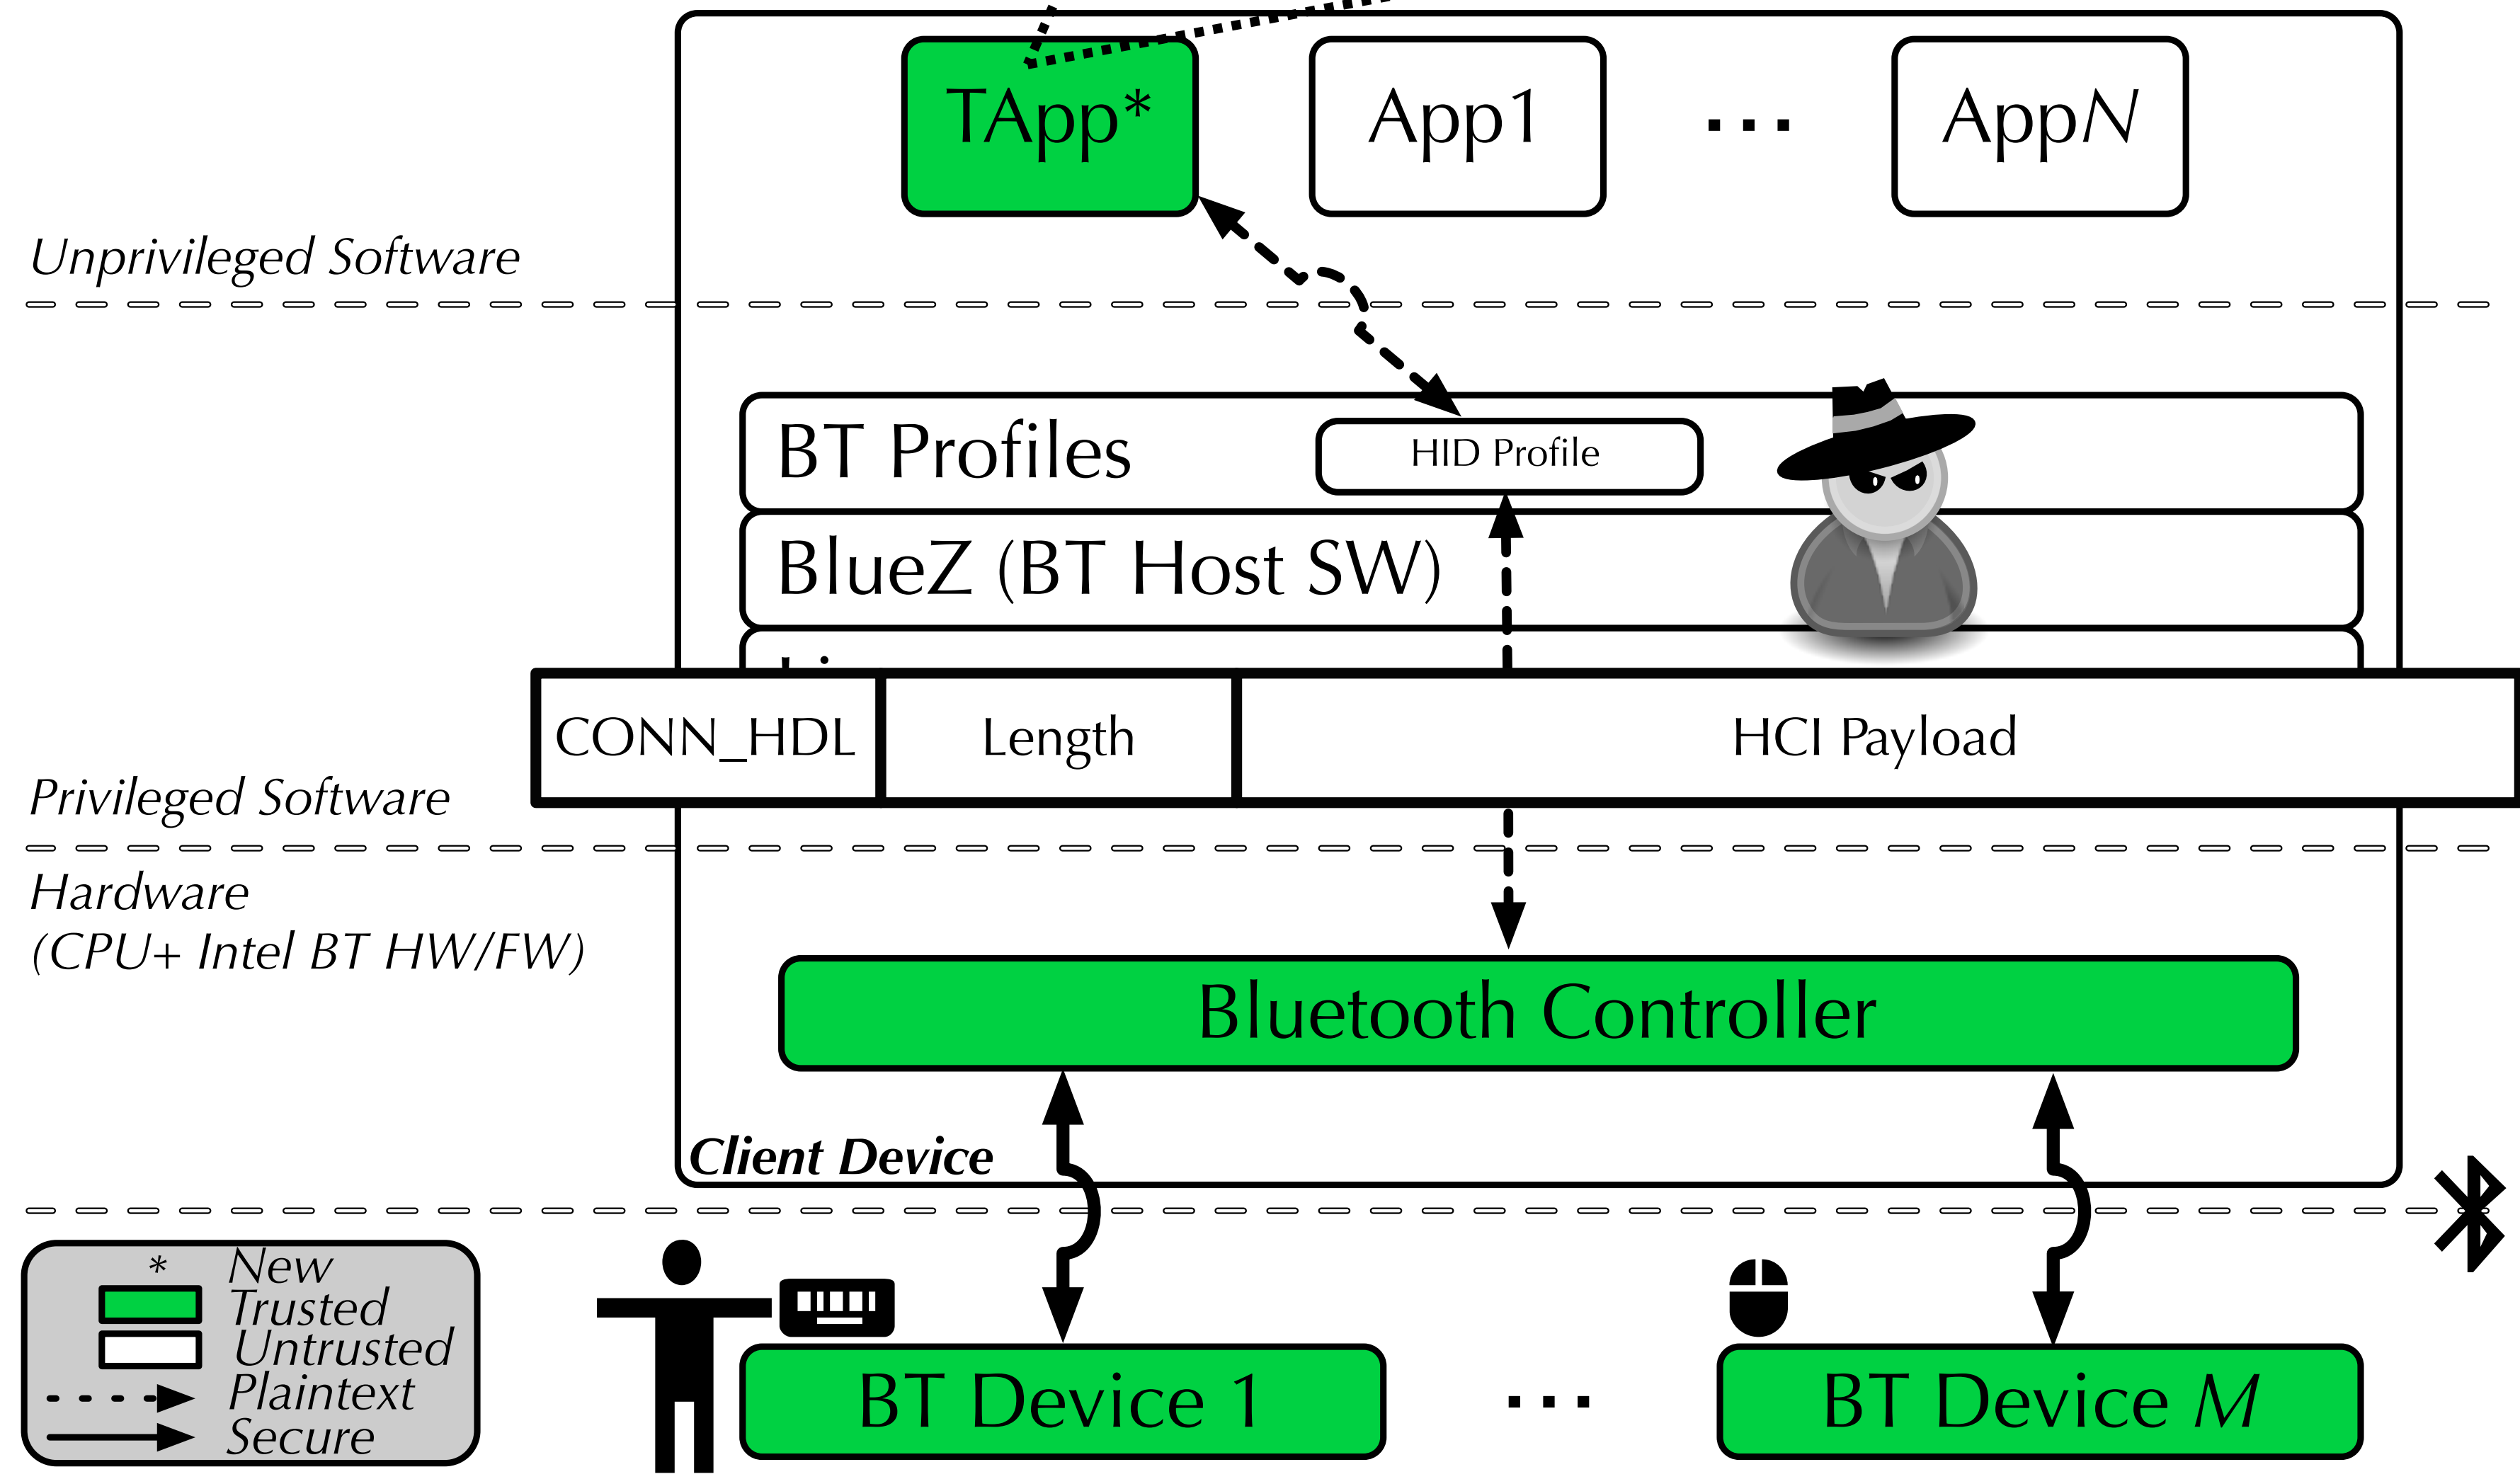 TApp*
App1
...
AppN
Unprivileged Software
BT Profiles
HID Profile
BlueZ (BT Host SW)
CONN_HDL
Length
HCI Payload
Privileged Software
Hardware
(CPU+ Intel BT HW/FW)
Bluetooth Controller
Client Device
* New
Trusted
Untrusted
Plaintext
Secure
BT Device 1
...
BT Device M